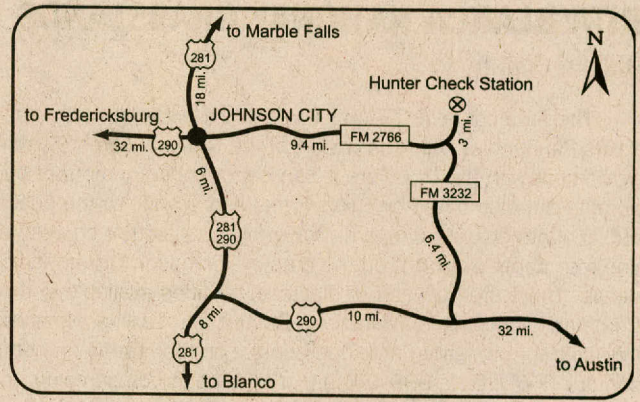 to Marble Falls
281
18 mi.
N
Hunter Check Station
to Fredericksburg
JOHNSON CITY
32 mi.
290
9.4 mi.
FM 2766
3 mi.
6 mi.
FM 3232
281
290
6.4 mi.
8 mi.
290
10 mi.
32 mi.
281
to Blanco
to Austin